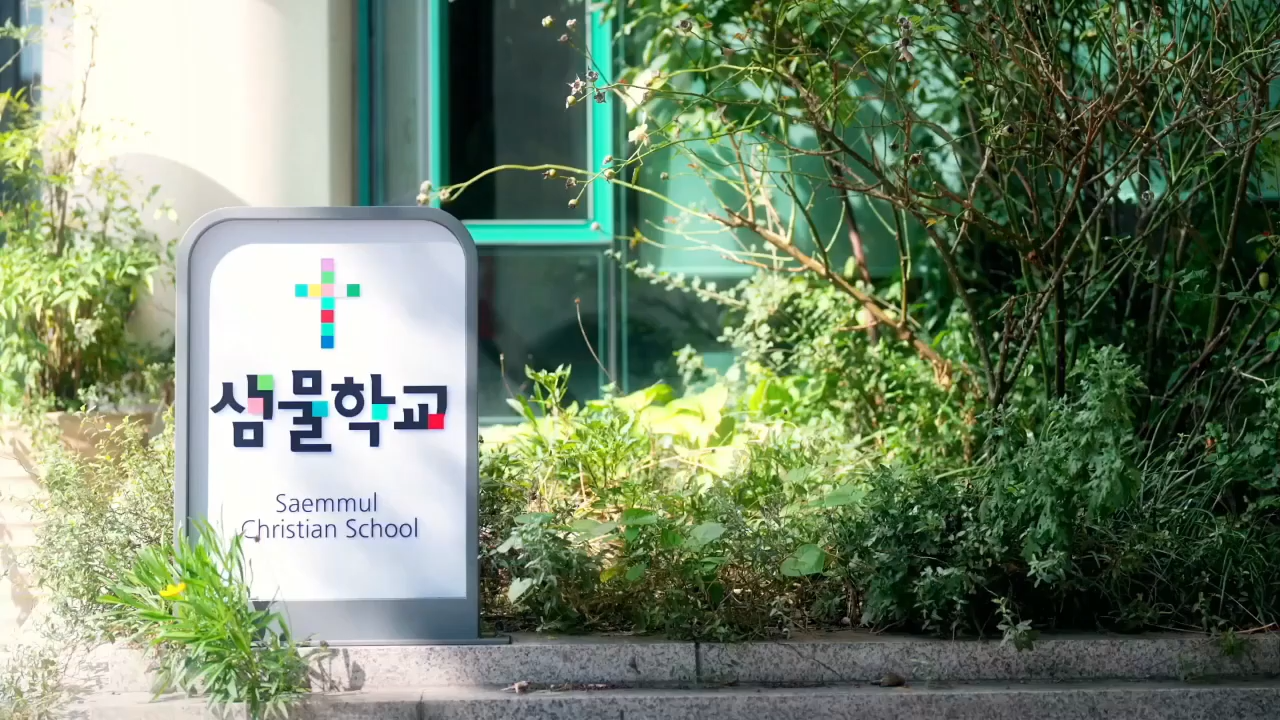 샘물학교
Saemmul
Christian School